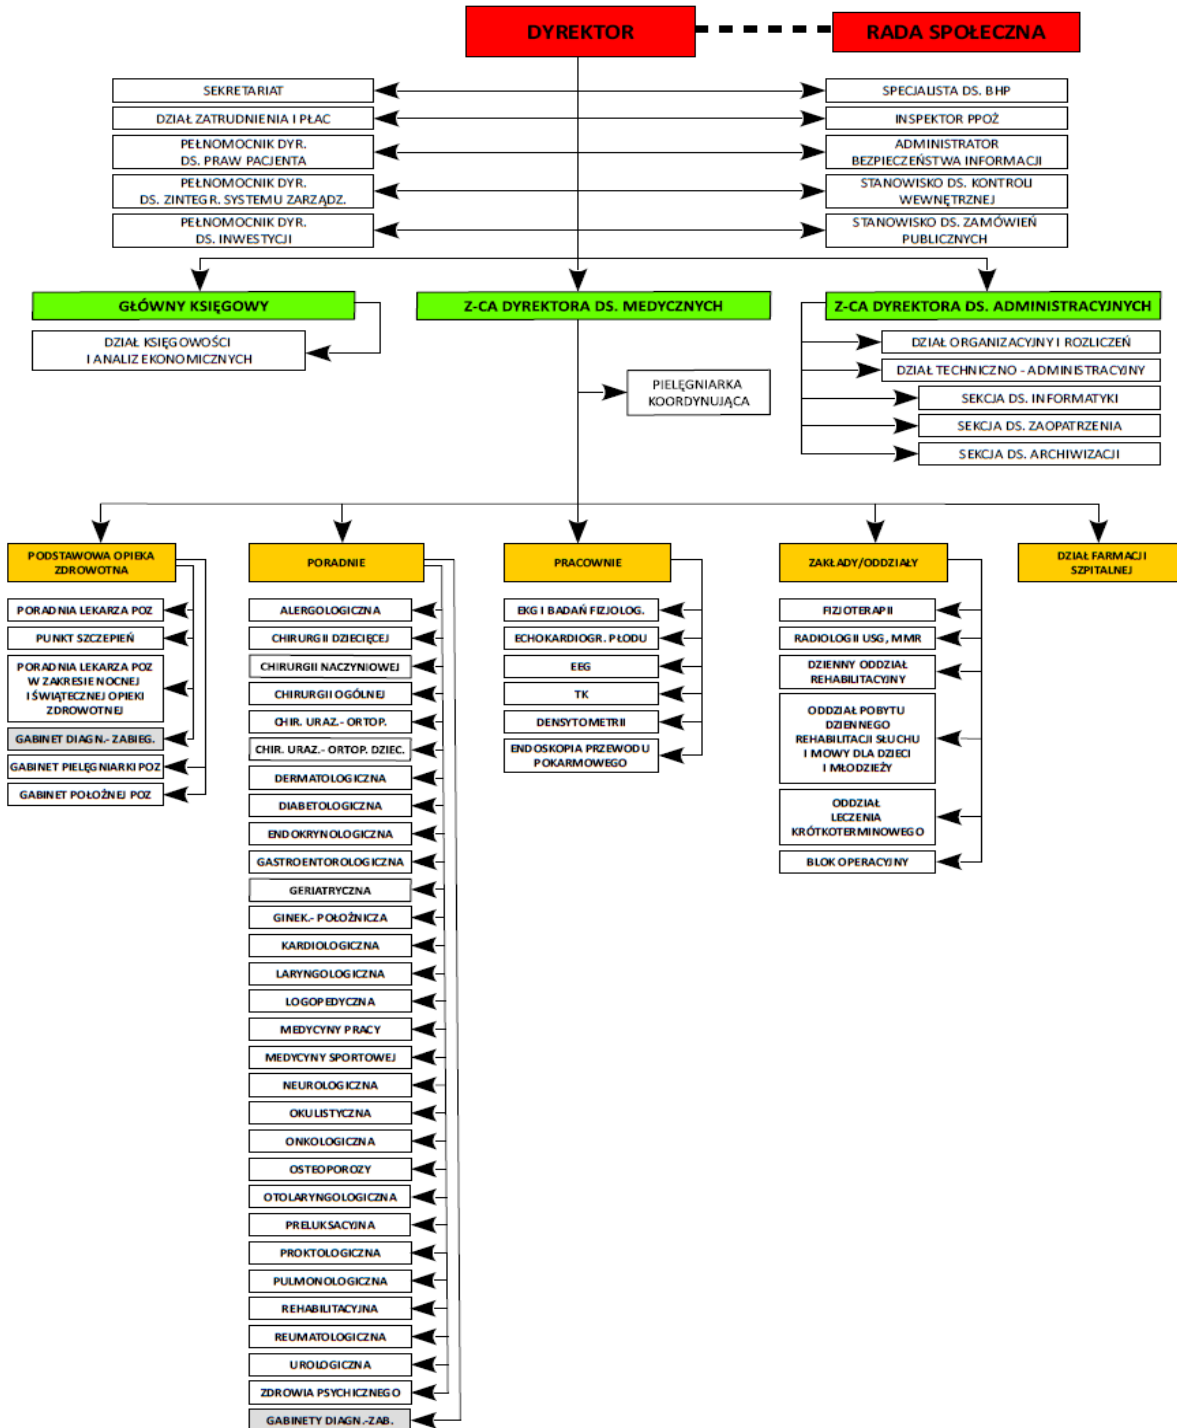 DYREKTOR
RADA SPOŁECZNA
SEKRETARIAT
SPECJALISTA DS. BHP
DZIAŁ ZATRUDNIENIA I PŁAC
INSPEKTOR PPOŻ
PEŁNOMOCNIK DYR.
DS. PRAW PACJENTA
ADMINISTRATOR
BEZPIECZEŃSTWA INFORMACJI
PEŁNOMOCNIK DYR.
DS. ZINTEGR. SYSTEMU ZARZĄDZ.
STANOWISKO DS. KONTROLI
WEWNĘTRZNEJ
PEŁNOMOCNIK DYR.
DS. INWESTYCJI
STANOWISKO DS. ZAMÓWIEŃ
PUBLICZNYCH
GŁÓWNY KSIĘGOWY
Z-CA DYREKTORA DS. MEDYCZNYCH
Z-CA DYREKTORA DS. ADMINISTRACYJNYCH
DZIAŁ KSIĘGOWOŚCI
I ANALIZ EKONOMICZNYCH
PIELĘGNIARKA
KOORDYNUJĄCA
DZIAŁ ORGANIZACYJNY I ROZLICZEŃ
DZIAŁ TECHNICZNO - ADMINISTRACYJNY
SEKCJA DS. INFORMATYKI
SEKCJA DS. ZAOPATRZENIA
SEKCJA DS. ARCHIWIZACJI
PODSTAWOWA OPIEKA
ZDROWOTNA
PORADNIA LEKARZA POZ
PUNKT SZCZEPIEŃ
PORADNIA LEKARZA POZ
W ZAKRESIE NOCNEJ
I ŚWIĄTECZNEJ OPIEKI
ZDROWOTNEJ
GABINET DIAGN.- ZABIEG.
GABINET PIELĘGNIARKI POZ
GABINET POŁOŻNEJ POZ
PORADNIE
ALERGOLOGICZNA
CHIRURGII DZIECIĘCEJ
CHIRURGII NACZYNIOWEJ
CHIRURGII OGÓLNEJ
CHIR. URAZ.- ORTOP.
CHIR. URAZ.- ORTOP. DZIEC.
DERMATOLOGICZNA
DIABETOLOGICZNA
ENDOKRYNOLOGICZNA
GASTROENTOROLOGICZNA
GERIATRYCZNA
GINEK.- POŁOŻNICZA
KARDIOLOGICZNA
LARYNGOLOGICZNA
LOGOPEDYCZNA
MEDYCYNY PRACY
MEDYCYNY SPORTOWEJ
NEUROLOGICZNA
OKULISTYCZNA
ONKOLOGICZNA
OSTEOPOROZY
OTOLARYNGOLOGICZNA
PRELUKSACYJNA
PROKTOLOGICZNA
PULMONOLOGICZNA
REHABILITACYJNA
REUMATOLOGICZNA
UROLOGICZNA
ZDROWIA PSYCHICZNEGO
GABINETY DIAGN.-ZAB.
PRACOWNIE
EKG I BADAŃ FIZJOLOG.
ECHOKARDIOGR. PŁODU
EEG
TK
DENSYTOMETRII
ENDOSKOPIA PRZEWODU
POKARMOWEGO
ZAKŁADY/ODDZIAŁY
FIZJOTERAPII
RADIOLOGII USG, MMR
DZIENNY ODDZIAŁ
REHABILITACYJNY
ODDZIAŁ POBYTU
DZIENNEGO
REHABILITACJI SŁUCHU
I MOWY DLA DZIECI
I MŁODZIEŻY
ODDZIAŁ
LECZENIA
KRÓTKOTERMINOWEGO
BLOK OPERACYJNY
DZIAŁ FARMACJI
SZPITALNEJ